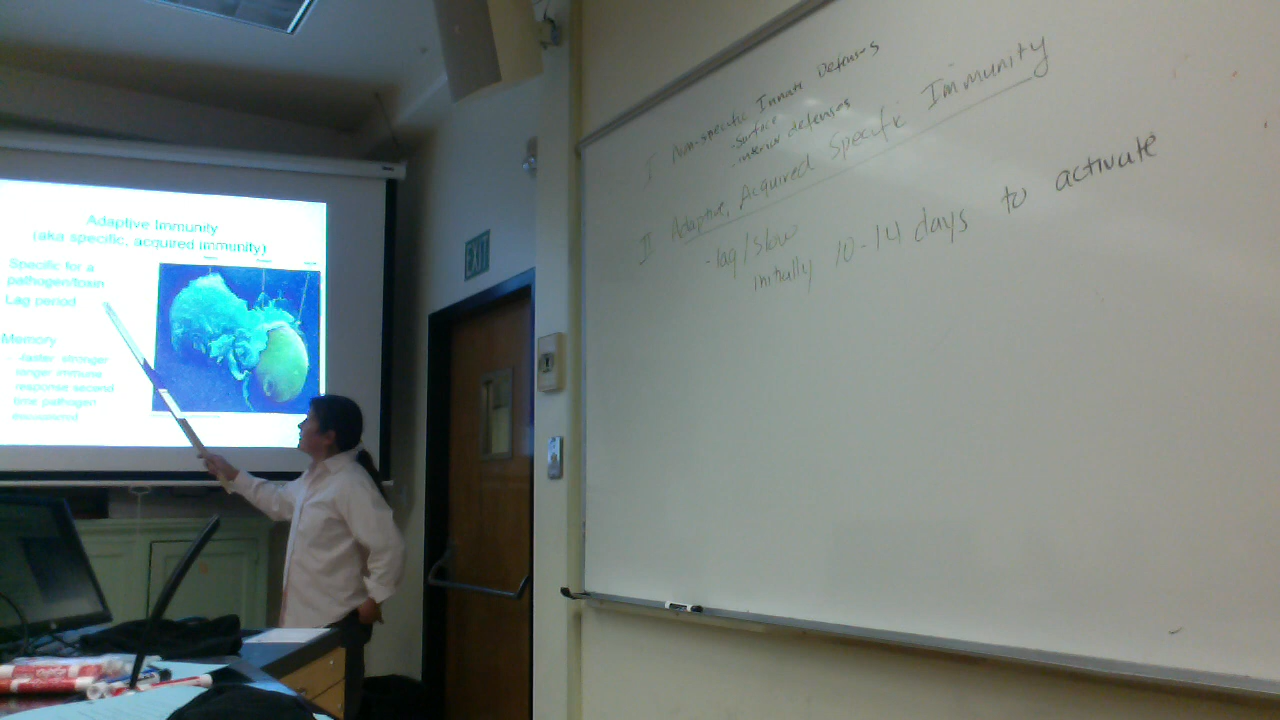 Adaptive Immunity
(aka specific, acquired immunity)
Specific for a
pathogen/toxin
Lag period
Memory
-faster stronger
longer immune
response second
time pathogen
EXIT
I Non-specific Innate Defenses
-surface
-interior defenses
II Adaptive, Acquired Specific Immunity
-lag/slow
initially 10-14 days to activate